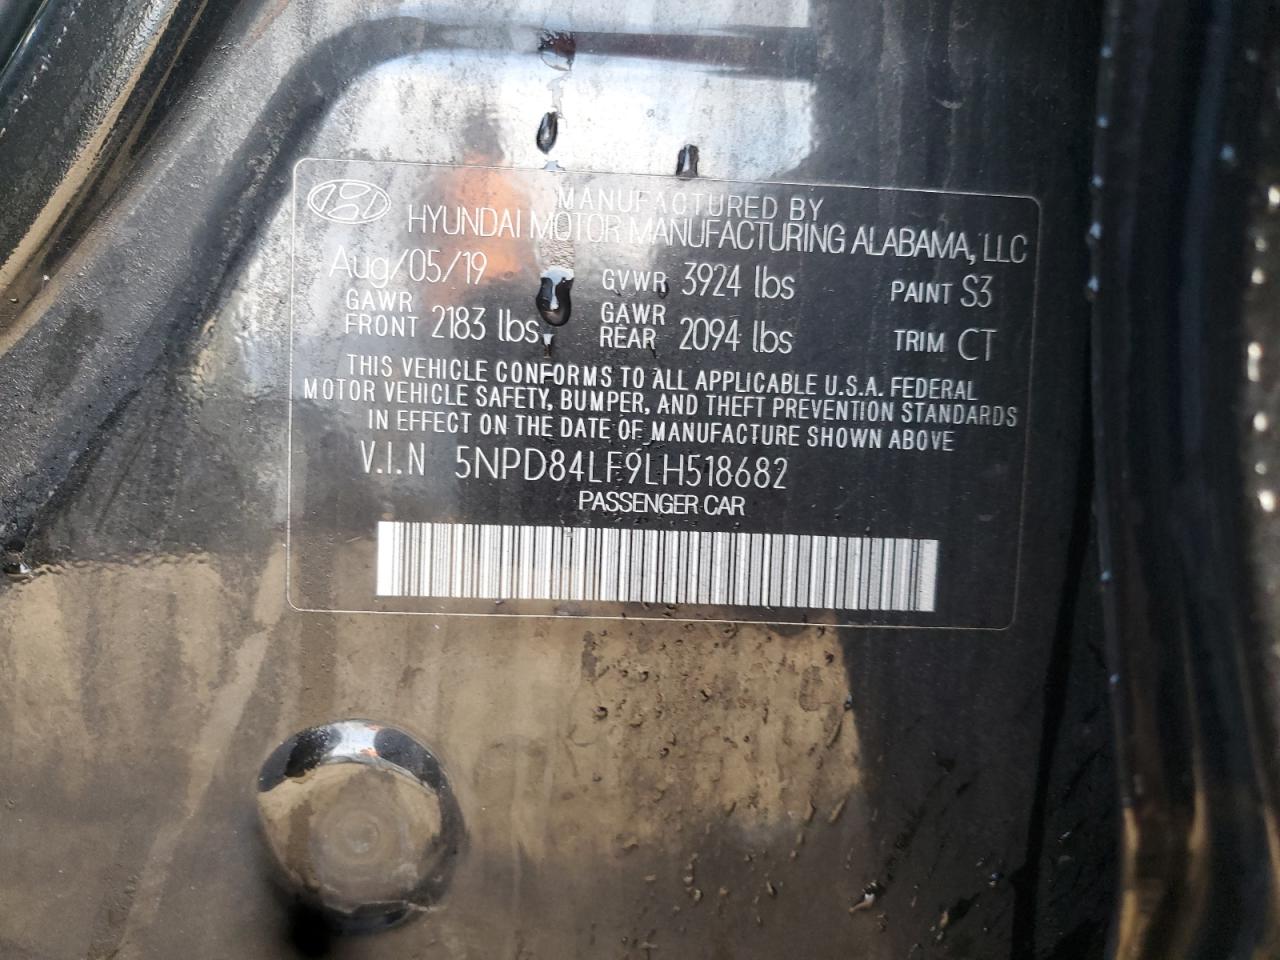 MANUFACTURED BY
HYUNDAI MOTOR MANUFACTURING ALABAMA, LLC
Aug/05/19 GVWR 3924 lbs PAINT S3
GAWR FRONT 2183 lbs GAWR REAR 2094 lbs TRIM CT
THIS VEHICLE CONFORMS TO ALL APPLICABLE U.S.A. FEDERAL
MOTOR VEHICLE SAFETY, BUMPER, AND THEFT PREVENTION STANDARDS
IN EFFECT ON THE DATE OF MANUFACTURE SHOWN ABOVE
V.I.N 5NPD84LF9LH518682
PASSENGER CAR